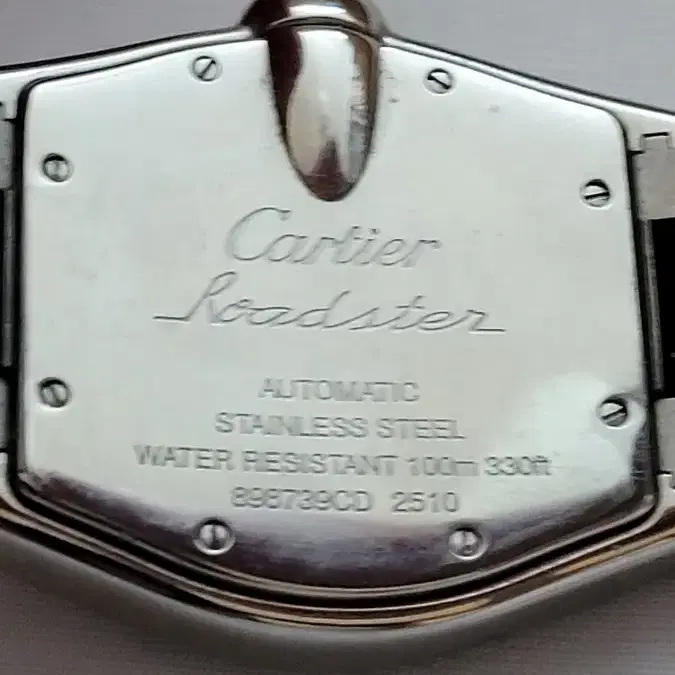 Cartier
Roadster
AUTOMATIC
STAINLESS STEEL
WATER RESISTANT 100m 330ft
898739CD 2510